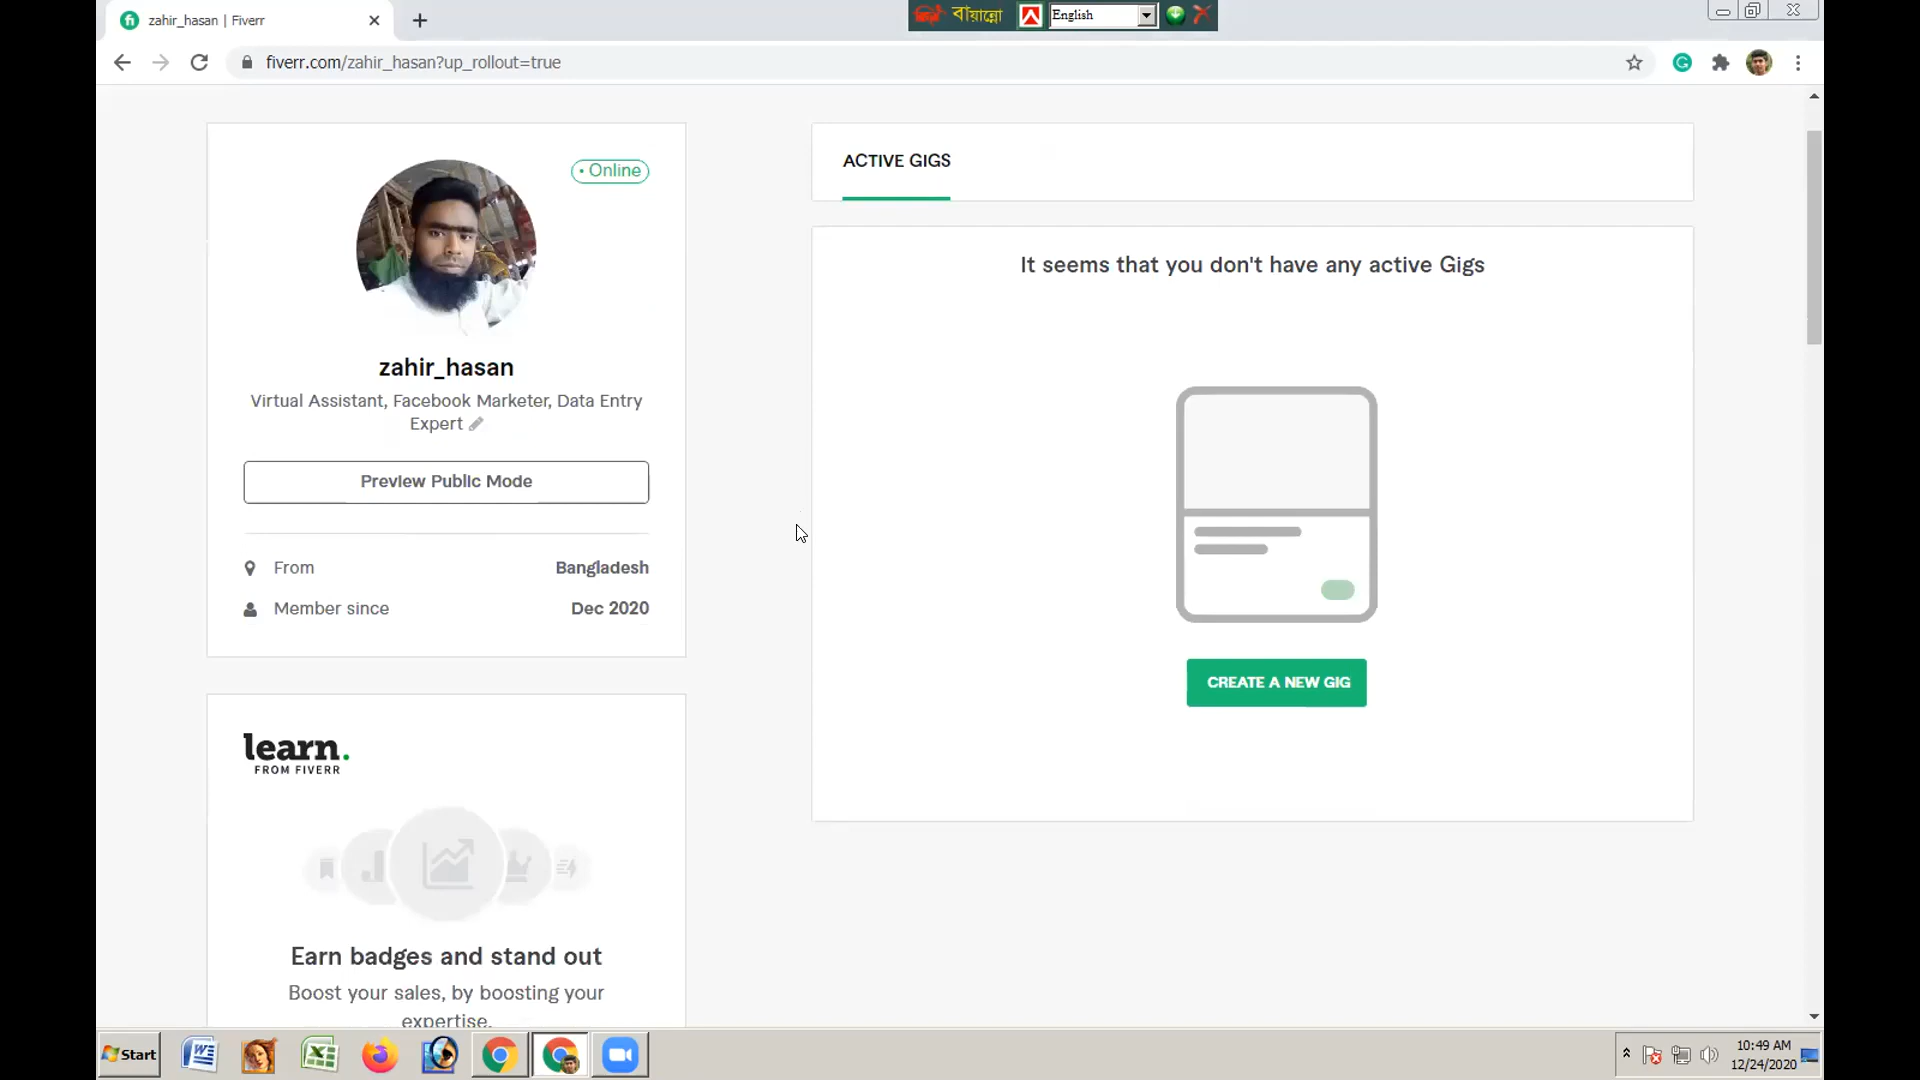 zahir_hasan | Fiverr
বায়ান্নো
English
fiverr.com/zahir_hasan?up_rollout=true
• Online
zahir_hasan
Virtual Assistant, Facebook Marketer, Data Entry
Expert
Preview Public Mode
From
Bangladesh
Member since
Dec 2020
learn.
FROM FIVERR
Earn badges and stand out
Boost your sales, by boosting your
expertise.
ACTIVE GIGS
It seems that you don't have any active Gigs
CREATE A NEW GIG
Start
10:49 AM
12/24/2020